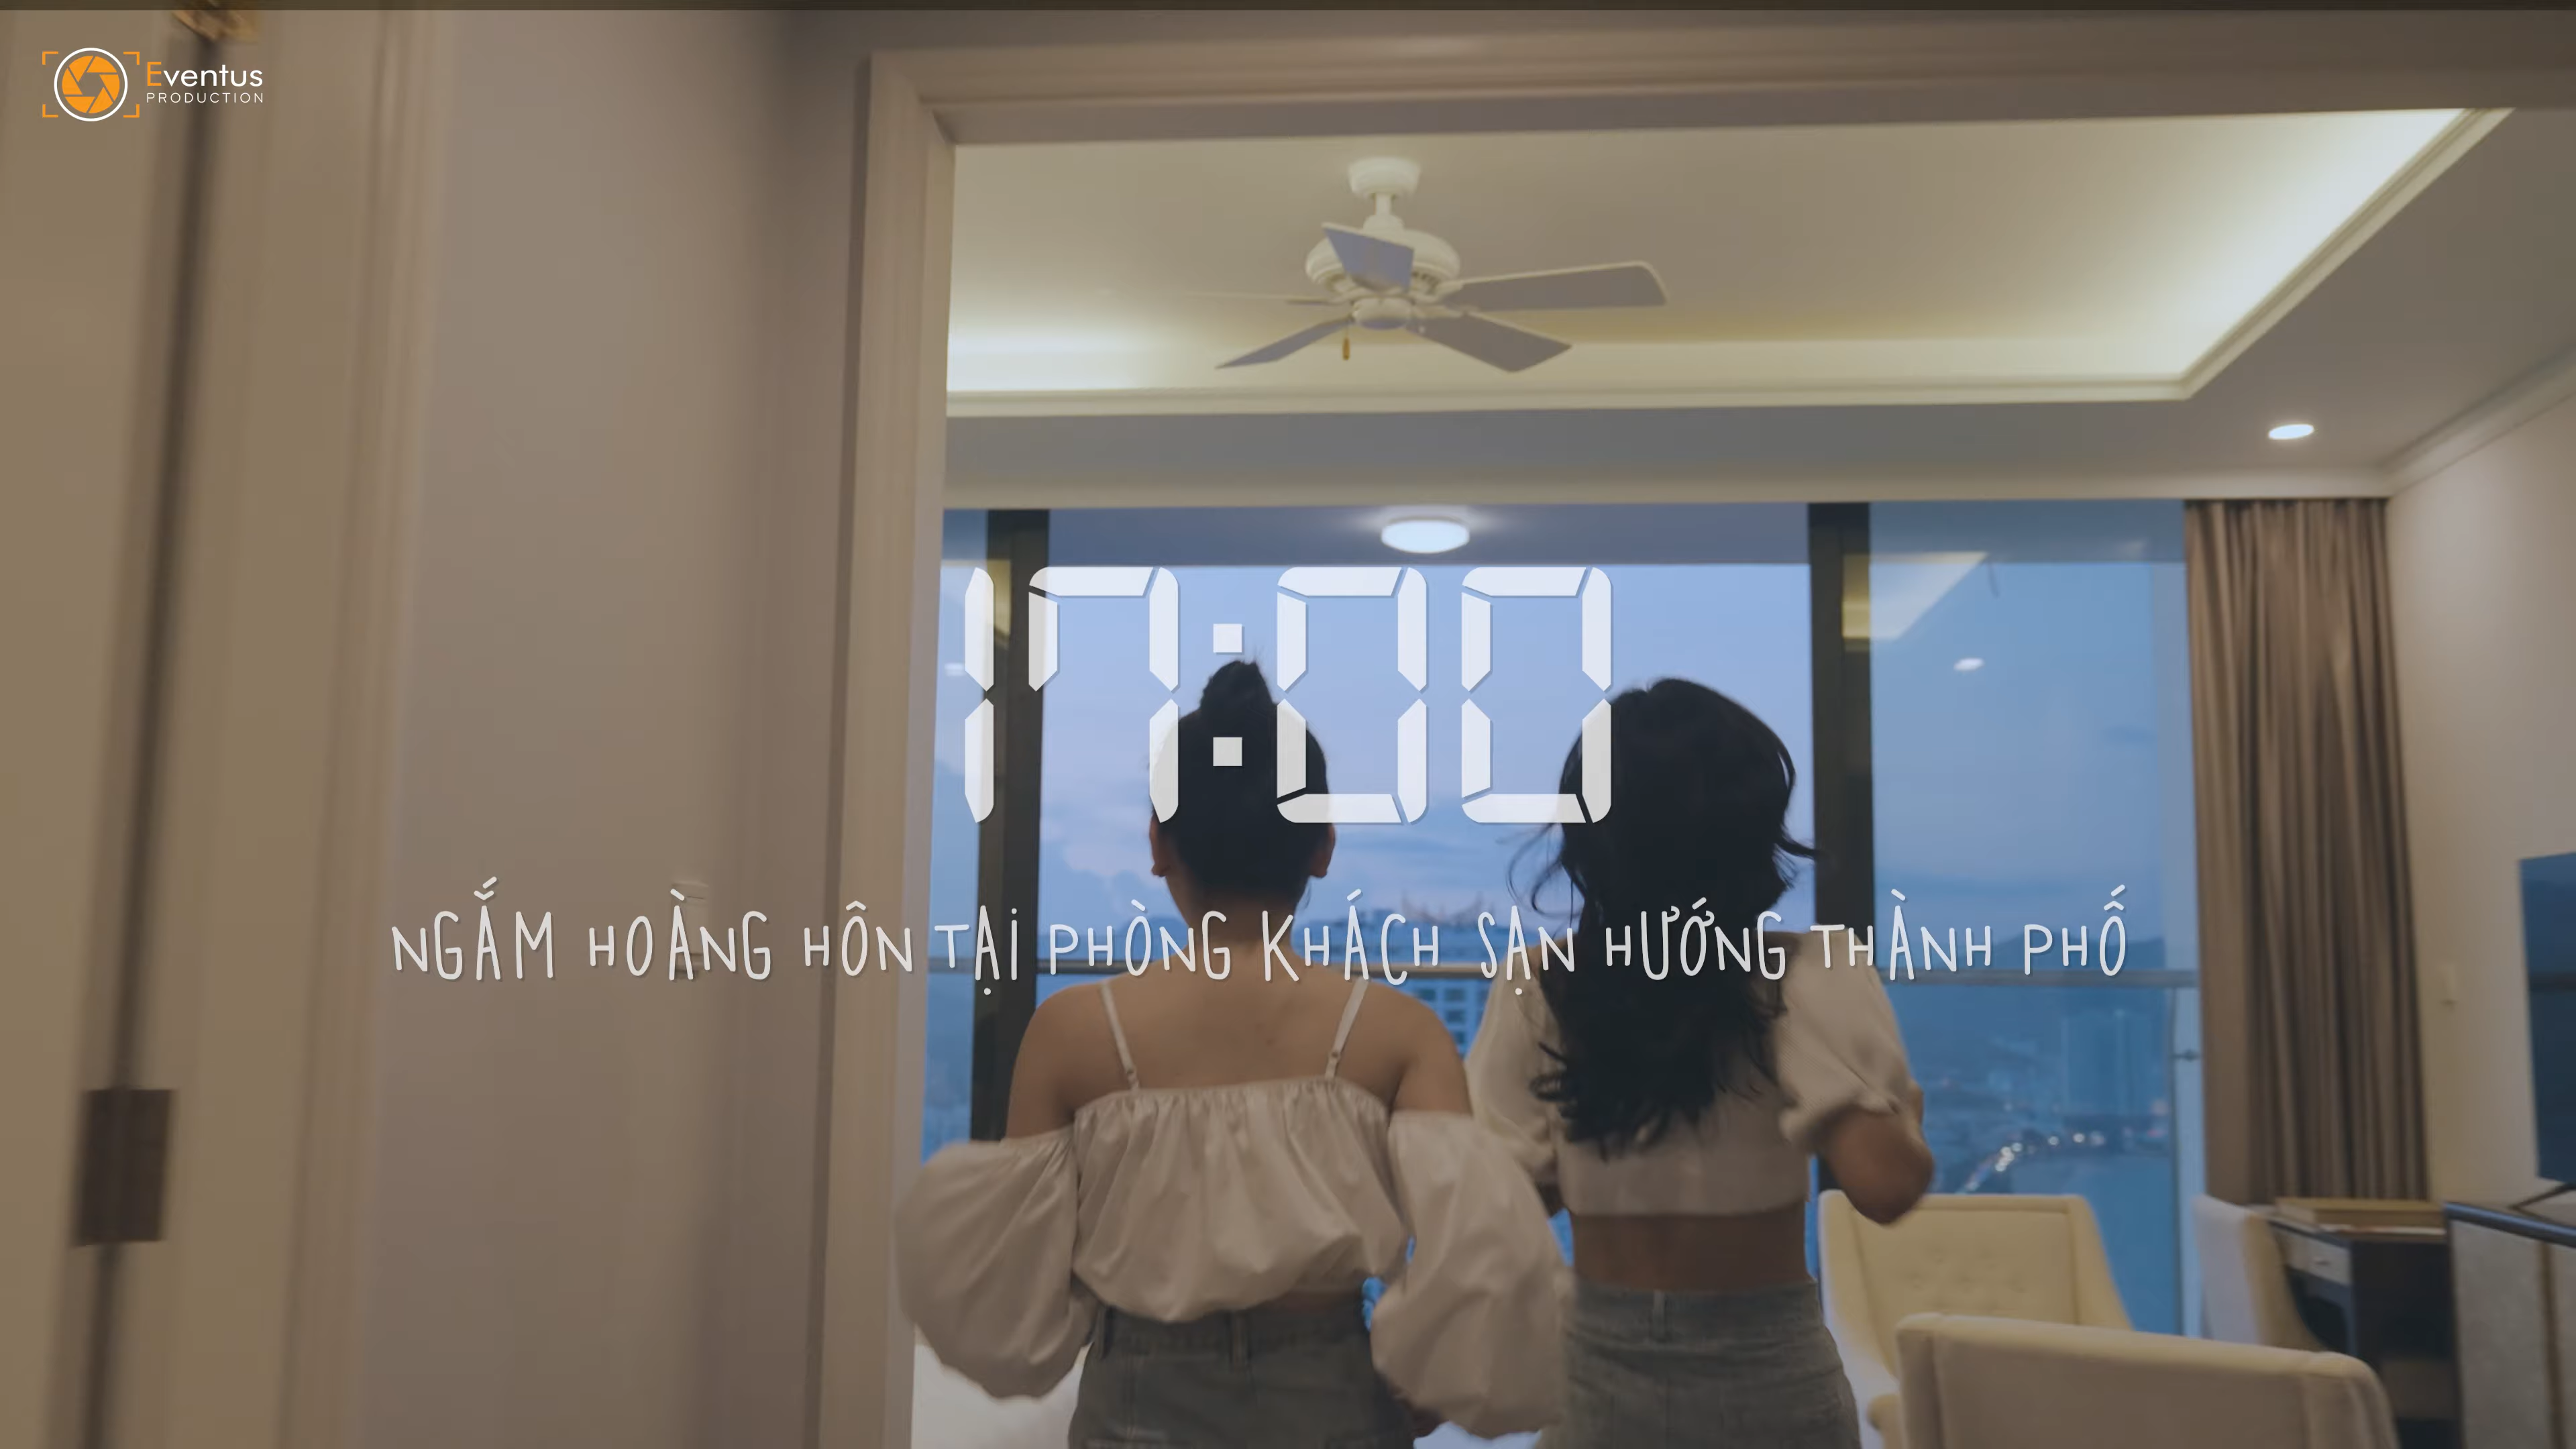 Eventus
PRODUCTION
17:00
NGẮM HOÀNG HÔN TẠI PHÒNG KHÁCH SẠN HƯỚNG THÀNH PHỐ